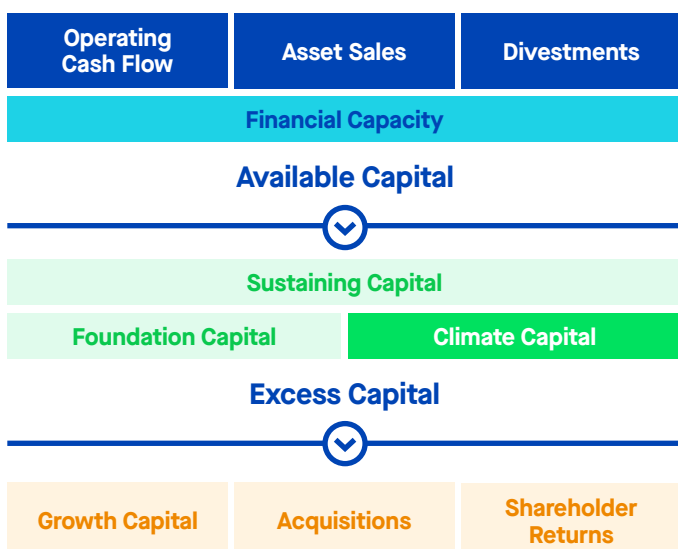 Operating
Cash Flow
Asset Sales
Divestments
Financial Capacity
Available Capital
Sustaining Capital
Foundation Capital
Climate Capital
Excess Capital
Growth Capital
Acquisitions
Shareholder
Returns